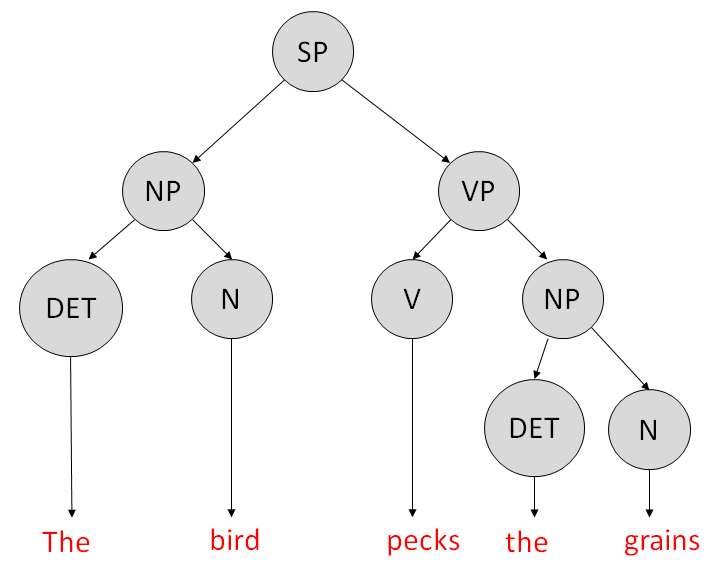 SP
NP VP
DET N V NP
DET N
The bird pecks the grains